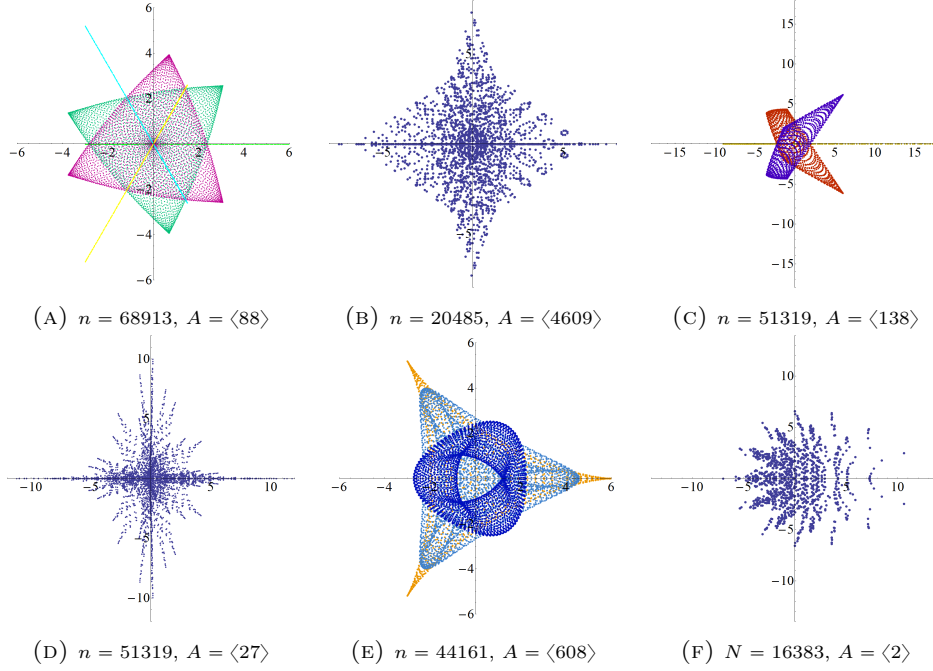 6
4
2
−6 −4 −2 2 4 6
−2
−4
−6
(A) n = 68913, A = ⟨88⟩
−5 5
−5
(B) n = 20485, A = ⟨4609⟩
15
10
5
−15 −10 −5 5 10 15
−5
−10
−15
(C) n = 51319, A = ⟨138⟩
10
5
−10 −5 5 10
−5
−10
(D) n = 51319, A = ⟨27⟩
4
−6 −4 −2 2 4 6
−4
−6
(E) n = 44161, A = ⟨608⟩
10
5
−5 5 10
−5
−10
(F) N = 16383, A = ⟨2⟩